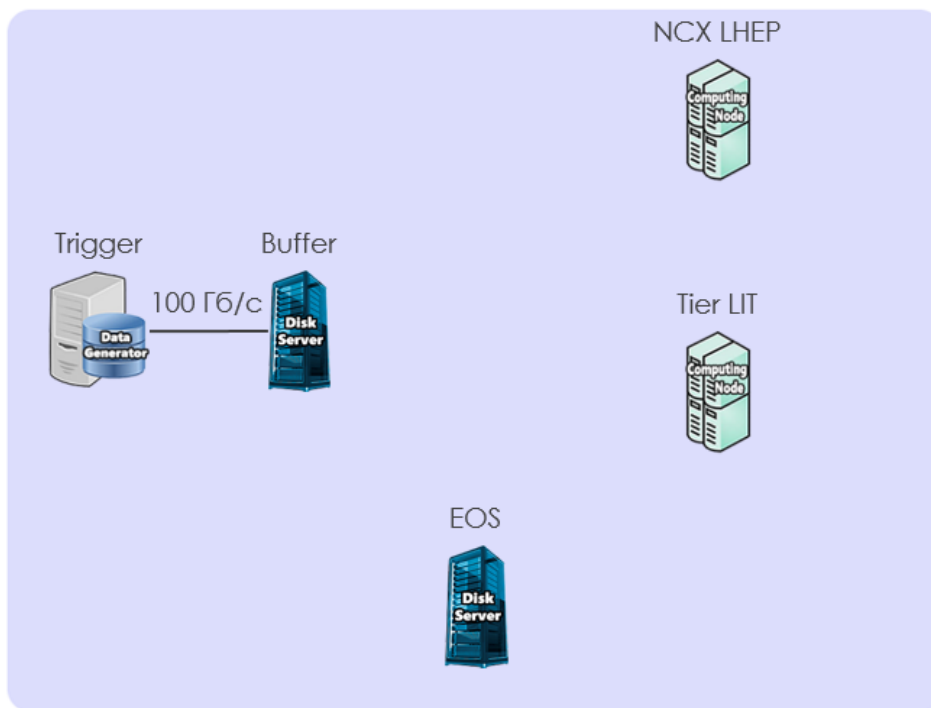 NCX LHEP
Computing
Node
Trigger
Buffer
100 Гб/с
Data
Generator
Disk
Server
Tier LIT
Computing
Node
EOS
Disk
Server